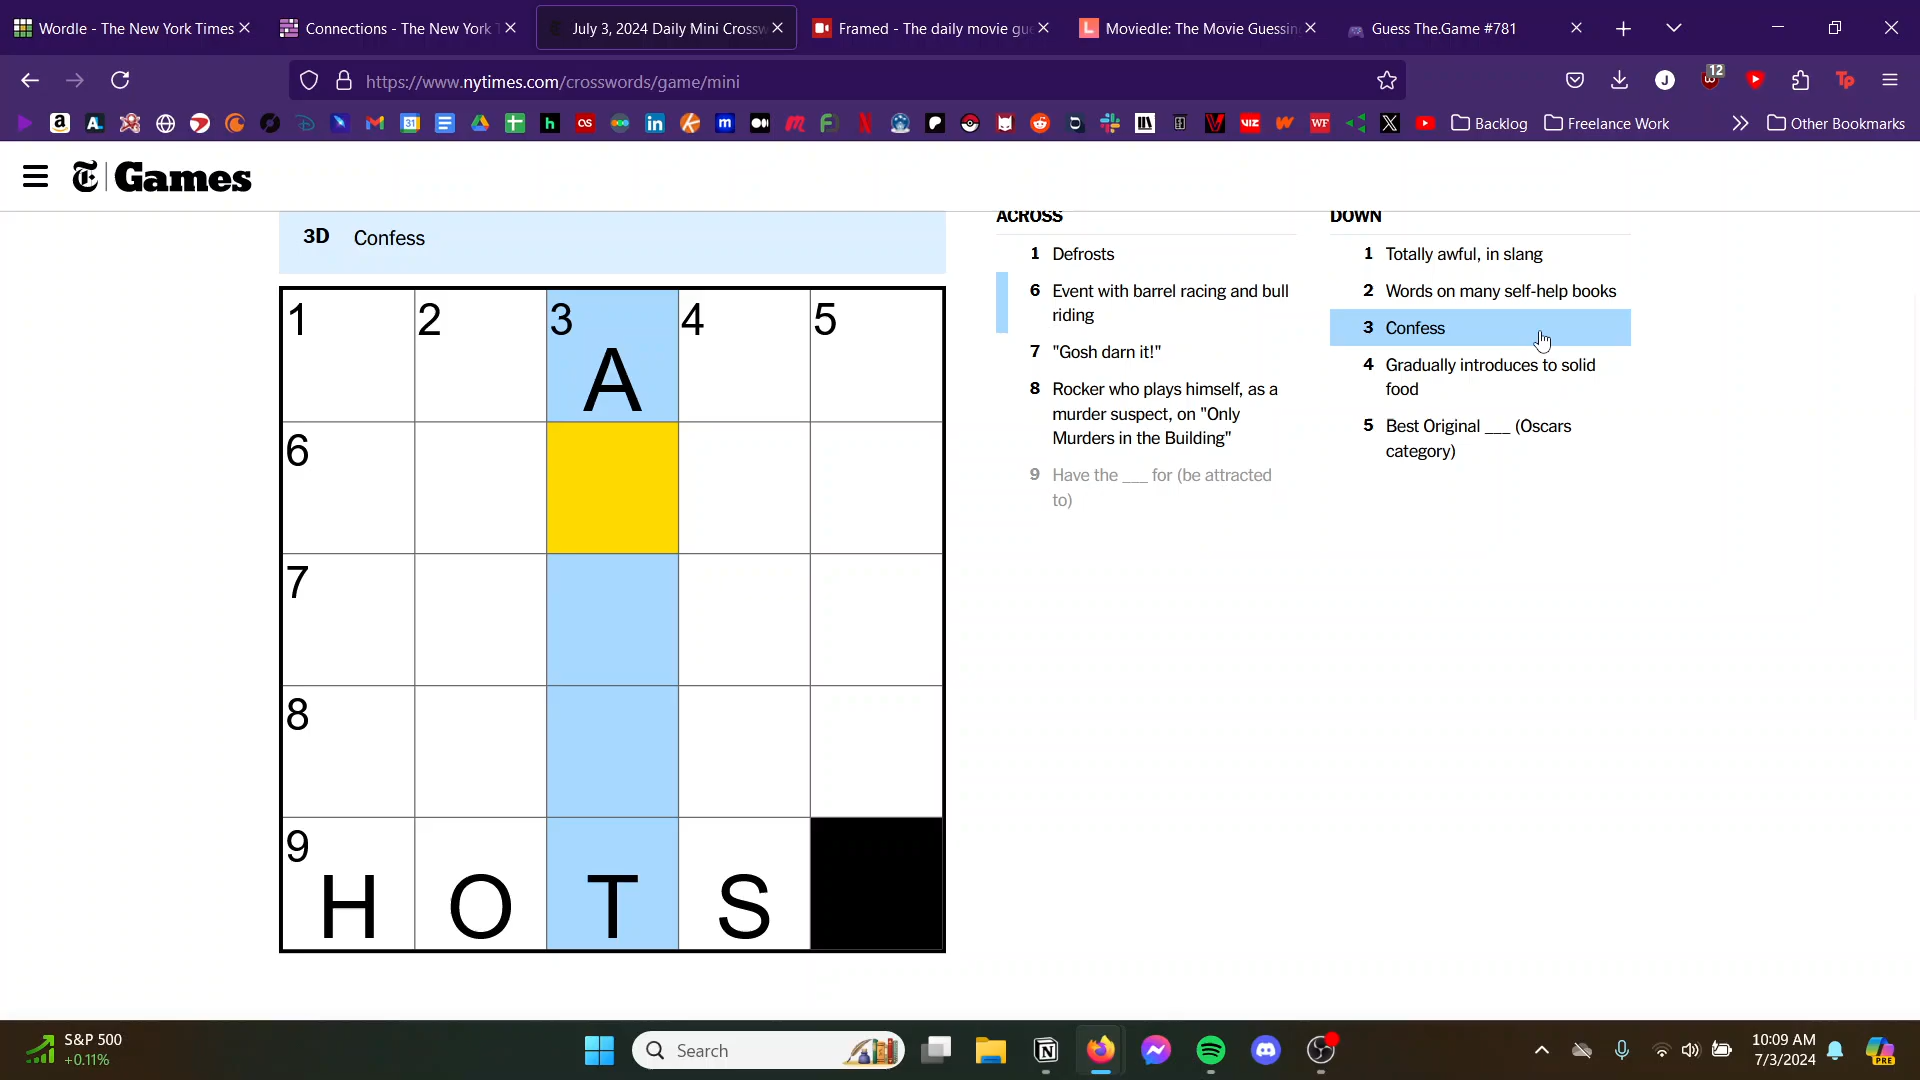 Wordle - The New York Times
Connections - The New York T
July 3, 2024 Daily Mini Crossw
Framed - The daily movie gue
Moviedle: The Movie Guessin
Guess The.Game #781
https://www.nytimes.com/crosswords/game/mini
12
J
Tp
Backlog
Freelance Work
Other Bookmarks
T Games
3D Confess
ACROSS
1 Defrosts
6 Event with barrel racing and bull
riding
7 "Gosh darn it!"
8 Rocker who plays himself, as a
murder suspect, on "Only
Murders in the Building"
9 Have the ___ for (be attracted
to)
DOWN
1 Totally awful, in slang
2 Words on many self-help books
3 Confess
4 Gradually introduces to solid
food
5 Best Original ___ (Oscars
category)
1 2 3 4 5
A
6
7
8
9
H O T S
S&P 500
+0.11%
Search
10:09 AM
7/3/2024
PRE